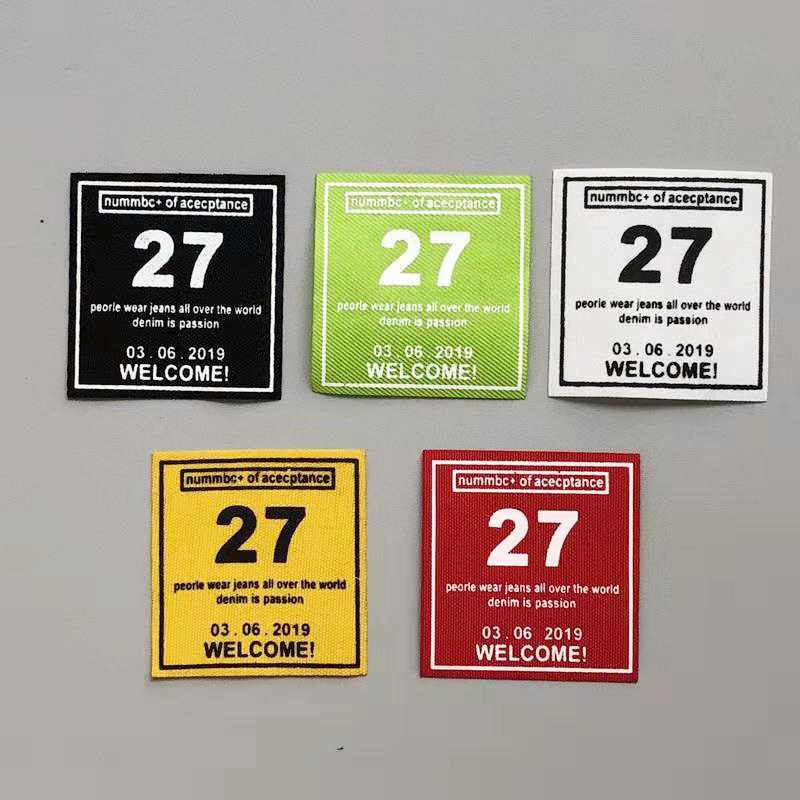 nummbc+ of acecptance
27
peorle wear jeans all over the world
denim is passion
03.06.2019
WELCOME!
nummbc+ of acecptance
27
peorle wear jeans all over the world
denim is passion
03.06.2019
WELCOME!
nummbc+ of acecptance
27
peorle wear jeans all over the world
denim is passion
03.06.2019
WELCOME!
nummbc+ of acecptance
27
peorle wear jeans all over the world
denim is passion
03.06.2019
WELCOME!
nummbc+ of acecptance
27
peorle wear jeans all over the world
denim is passion
03.06 2019
WELCOME!